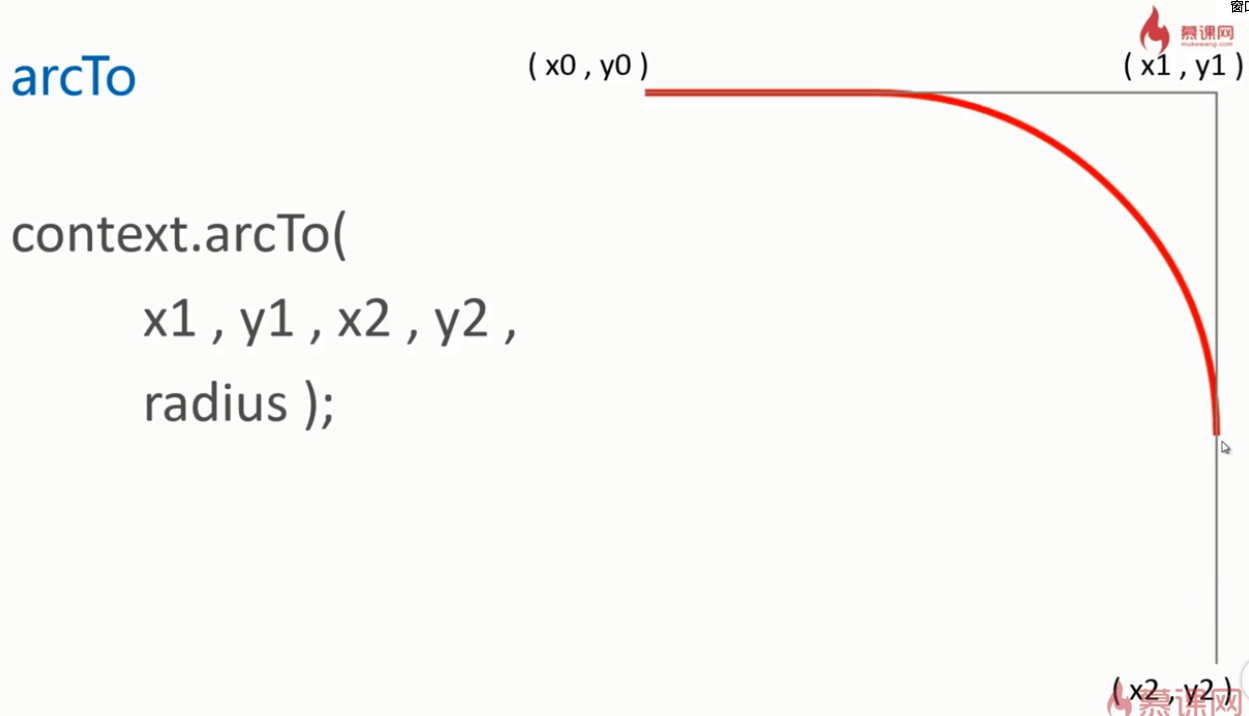 窗口
慕课网
mukewang.com
arcTo
( x0 , y0 )
( x1 , y1 )
context.arcTo(
x1 , y1 , x2 , y2 ,
radius );
( x2 , y2 )
慕课网